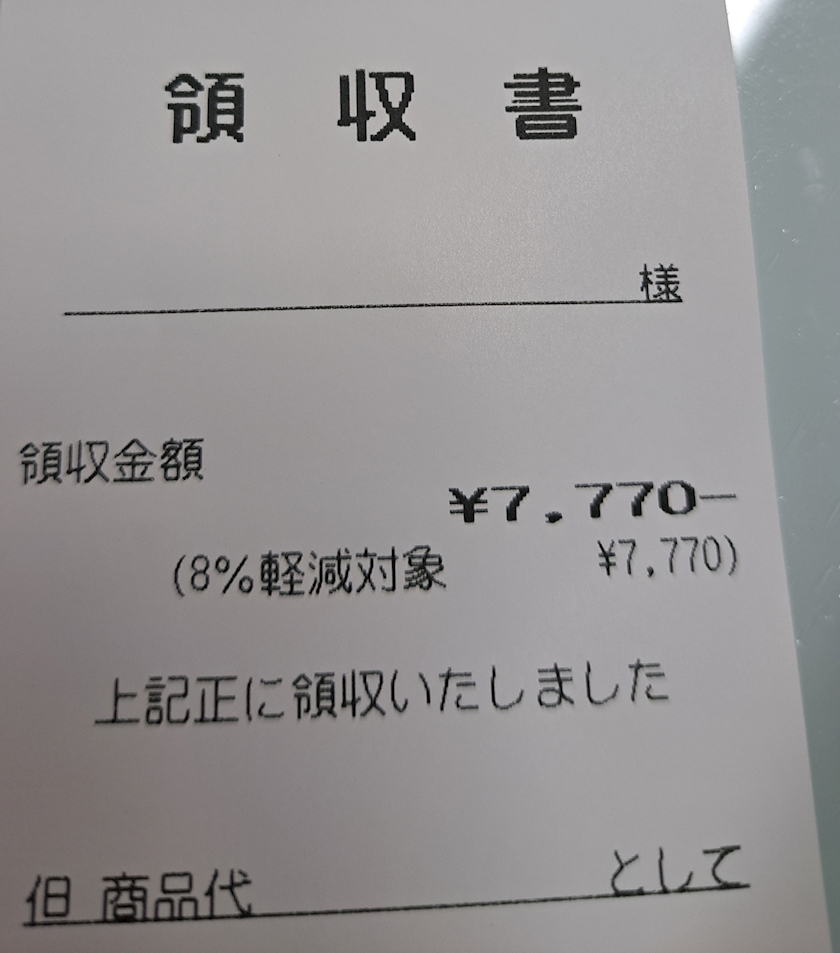 領収書
様
領収金額
¥7,770−
(8%軽減対象 ¥7,770)
上記正に領収いたしました
但 商品代 として